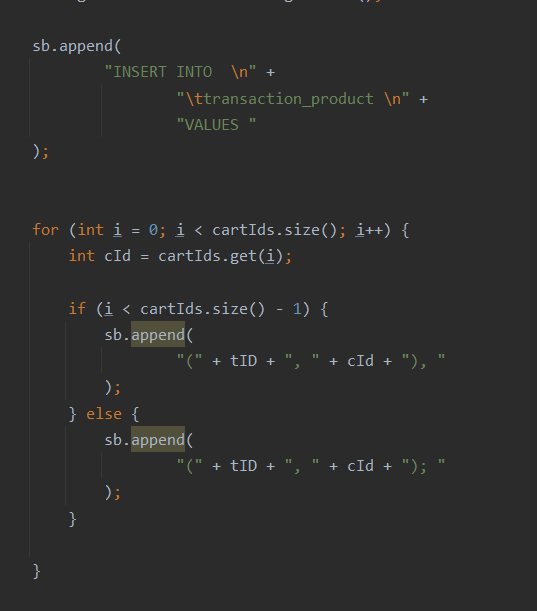 sb.append(
"INSERT INTO  \n" +
"\ttransaction_product \n" +
"VALUES "
);
for (int i = 0; i < cartIds.size(); i++) {
int cId = cartIds.get(i);
if (i < cartIds.size() - 1) {
sb.append(
"(" + tID + ", " + cId + "), "
);
} else {
sb.append(
"(" + tID + ", " + cId + "); "
);
}
}